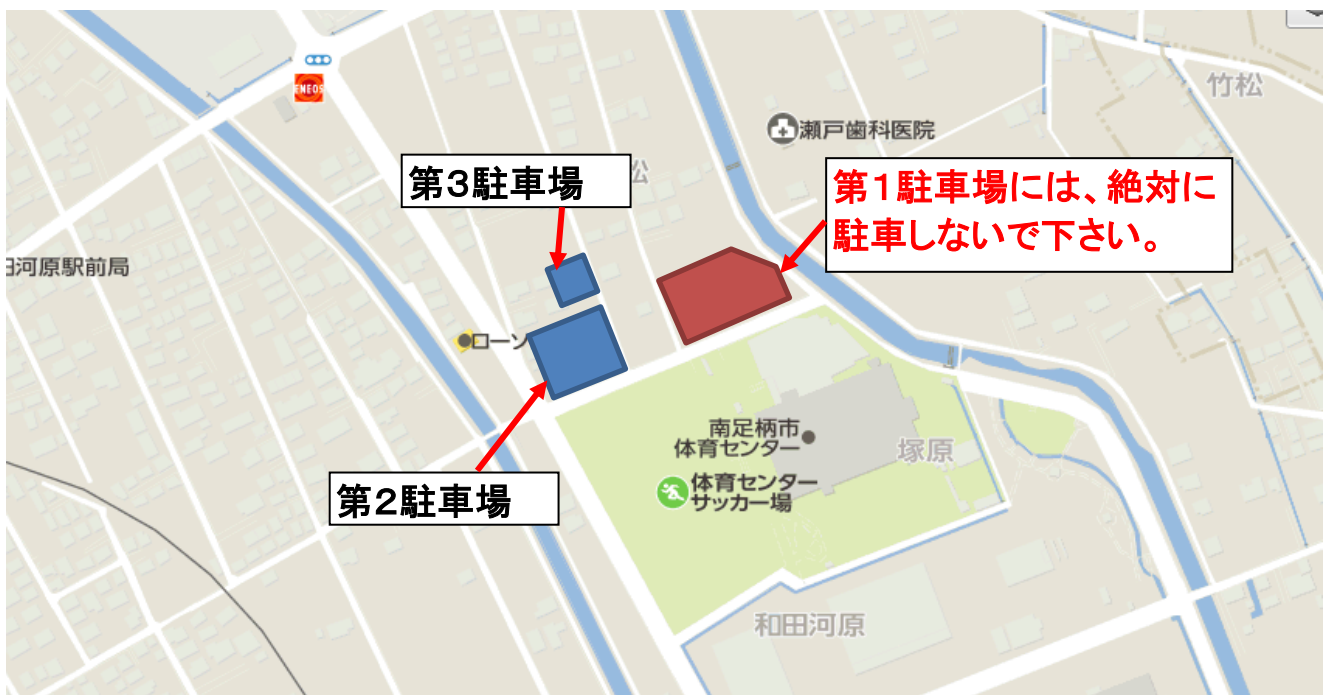 ENEOS
竹松
瀬戸歯科医院
第３駐車場
松
第１駐車場には、絶対に
駐車しないで下さい。
河原駅前局
ローソ
南足柄市
体育センター
塚原
体育センター
サッカー場
第２駐車場
和田河原